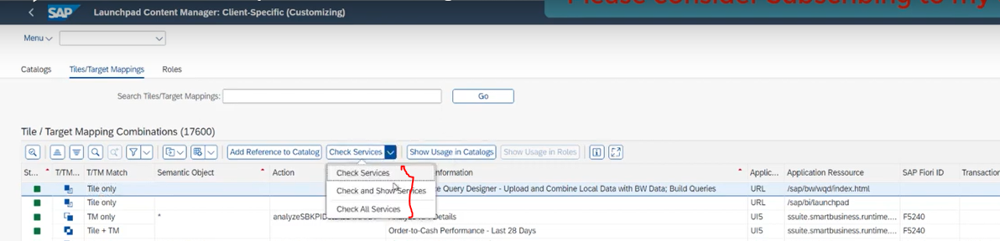 Please consider Subscribing to my
SAP Launchpad Content Manager: Client-Specific (Customizing)
Menu
Catalogs Tiles/Target Mappings Roles
Search Tiles/Target Mappings: Go
Tile / Target Mapping Combinations (17600)
Add Reference to Catalog Check Services Show Usage in Catalogs Show Usage in Roles
St... T/TM... T/TM Match Semantic Object Action Information Applic... Application Ressource SAP Fiori ID Transaction
Check Services
Tile only e Query Designer - Upload and Combine Local Data with BW Data; Build Queries URL /sap/bw/wqd/index.html
Check and Show Services
Tile only URL /sap/bi/launchpad
Check All Services
TM only * analyzeSBKPID Details UI5 ssuite.smartbusiness.runtime.... F5240
Tile + TM Order-to-Cash Performance - Last 28 Days UI5 ssuite.smartbusiness.runtime.... F5240